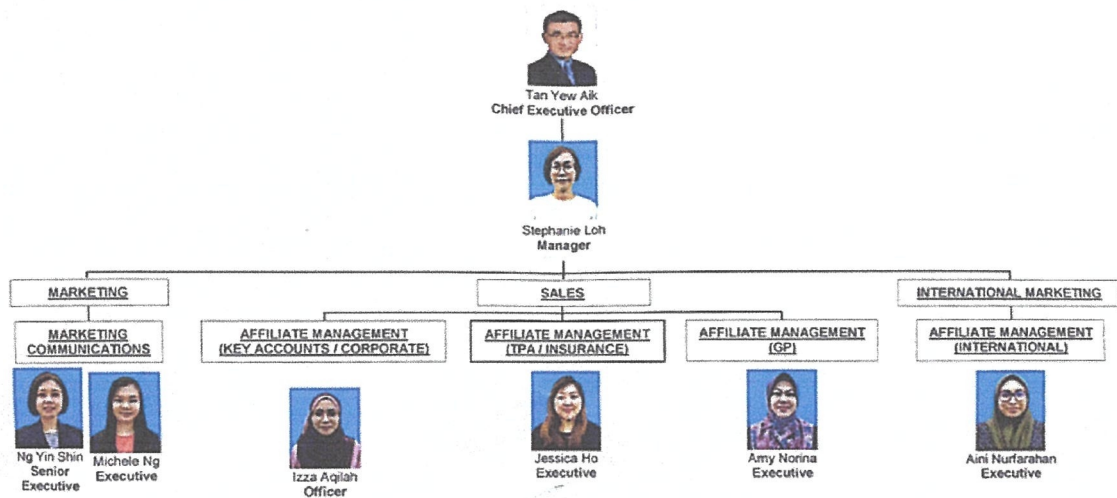 Tan Yew Aik
Chief Executive Officer
Stephanie Loh
Manager
MARKETING
SALES
INTERNATIONAL MARKETING
MARKETING
COMMUNICATIONS
AFFILIATE MANAGEMENT
(KEY ACCOUNTS / CORPORATE)
AFFILIATE MANAGEMENT
(TPA / INSURANCE)
AFFILIATE MANAGEMENT
(GP)
AFFILIATE MANAGEMENT
(INTERNATIONAL)
Ng Yin Shin
Senior
Executive
Michele Ng
Executive
Izza Aqilah
Officer
Jessica Ho
Executive
Amy Norina
Executive
Aini Nurfarahan
Executive